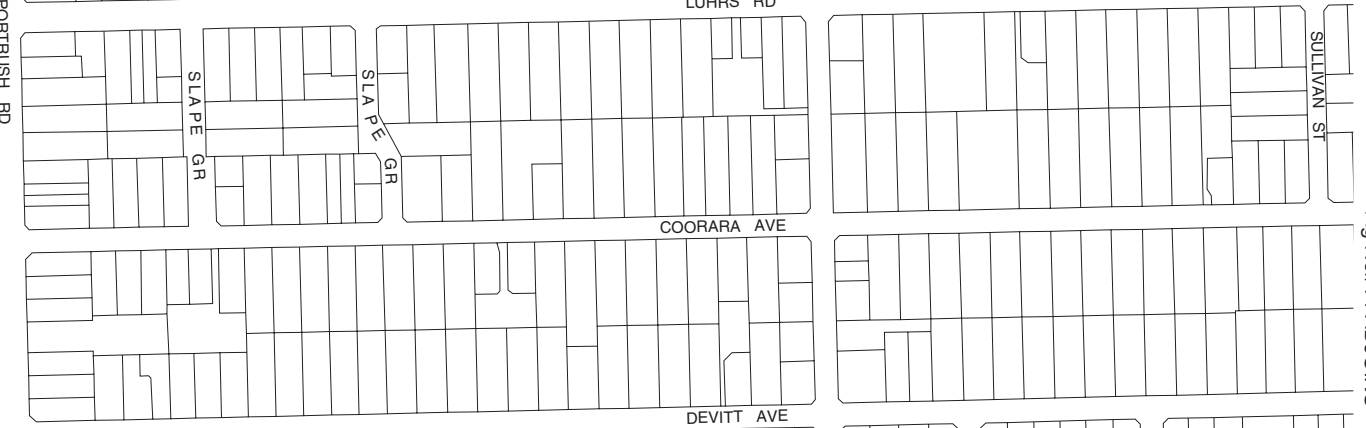 LUHRS RD
PORTRUSH RD
SLAPE GR
SLAPE GR
SULLIVAN ST
COORARA AVE
DEVITT AVE